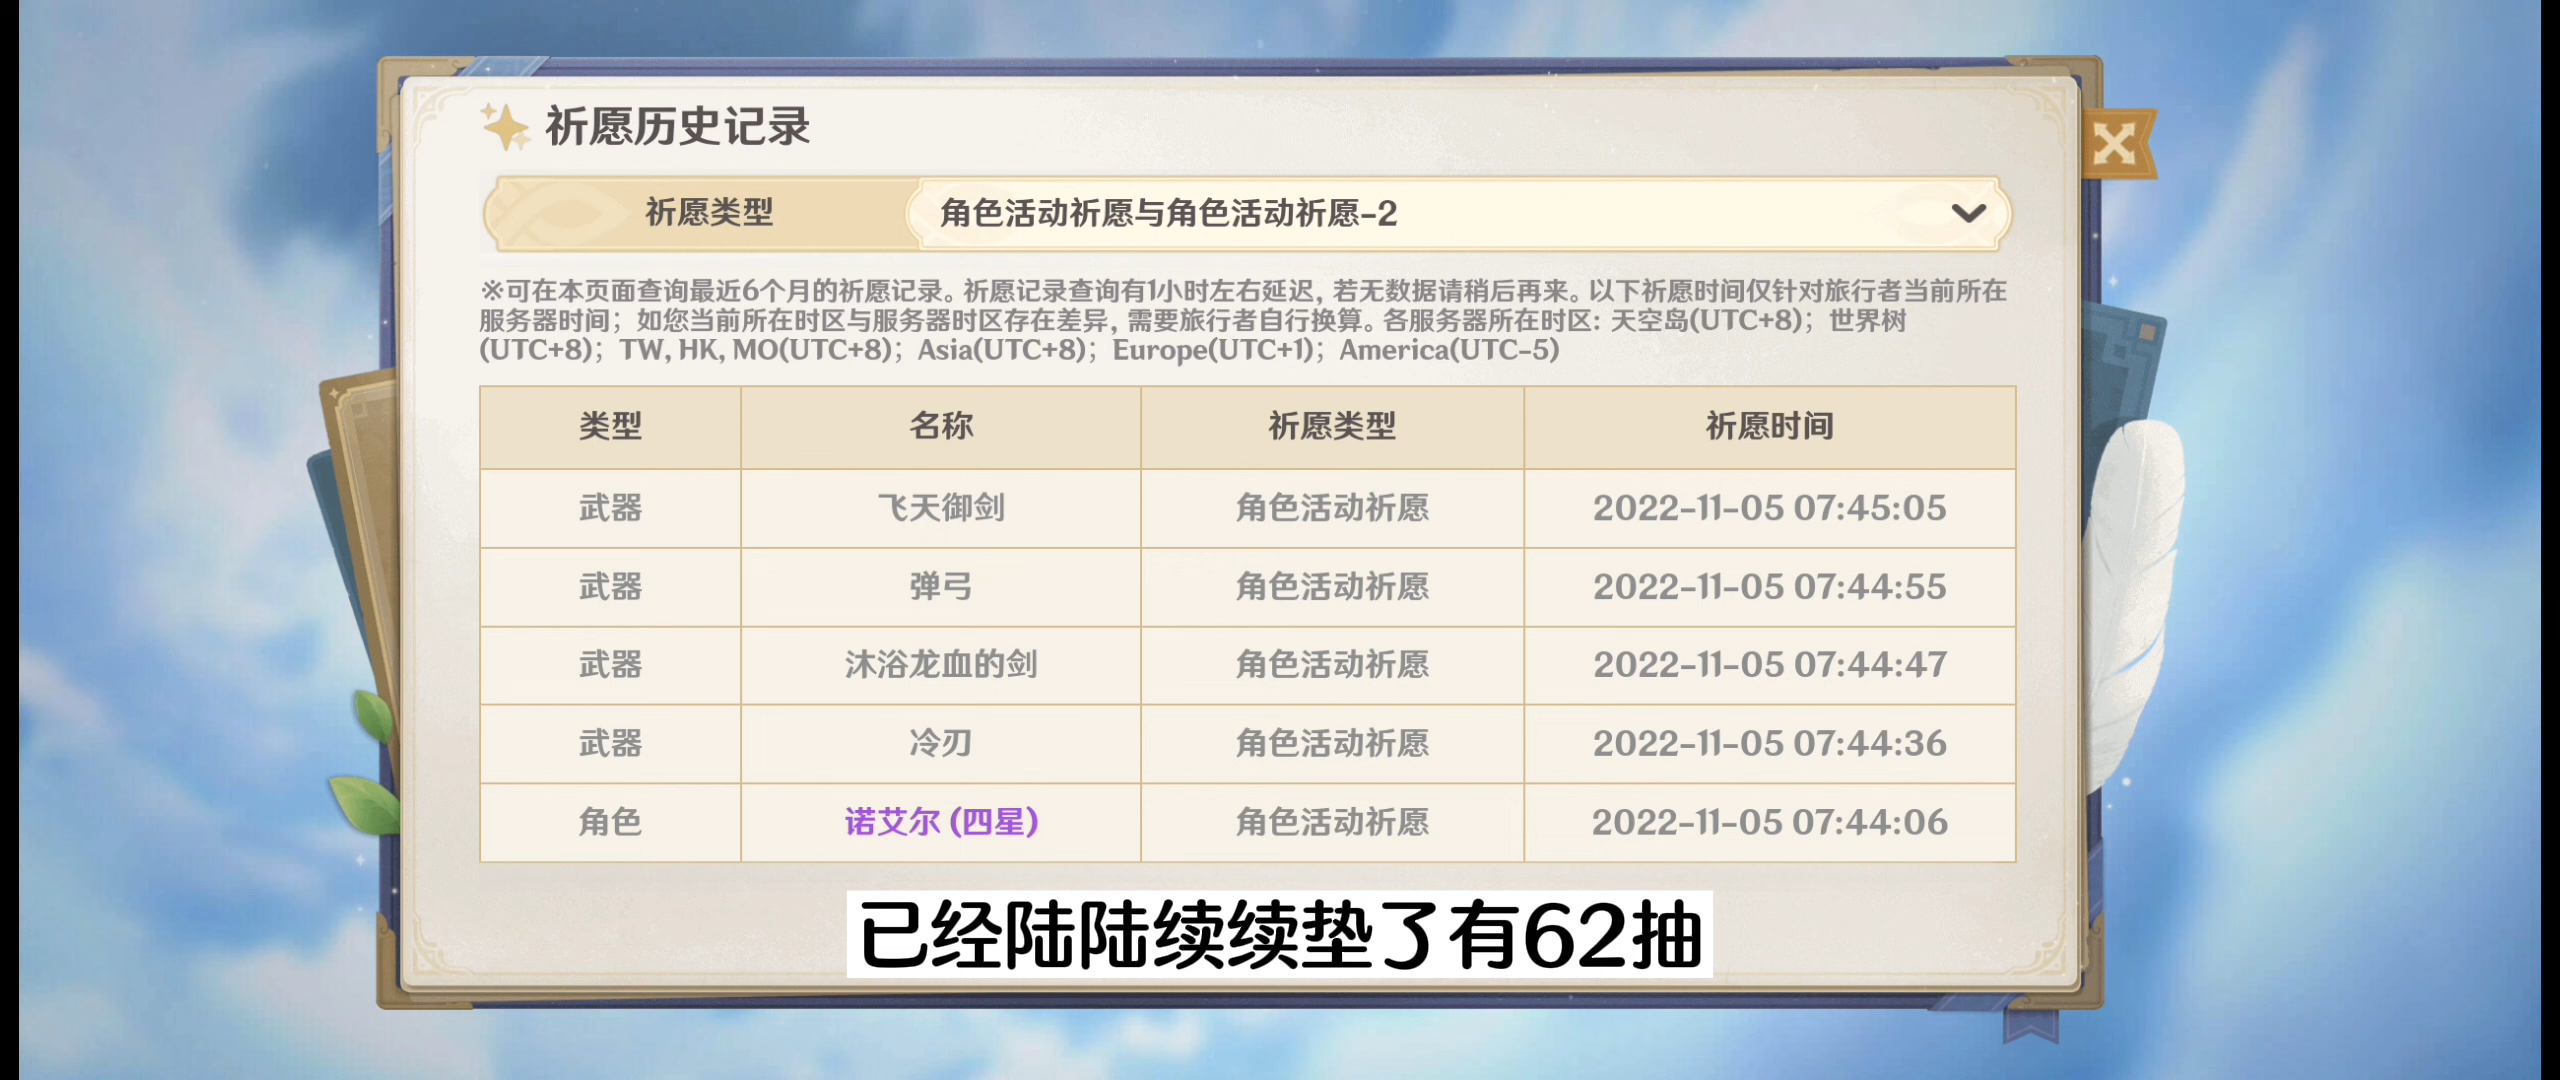 祈愿历史记录
祈愿类型 角色活动祈愿与角色活动祈愿-2
※可在本页面查询最近6个月的祈愿记录。祈愿记录查询有1小时左右延迟，若无数据请稍后再来。以下祈愿时间仅针对旅行者当前所在
服务器时间；如您当前所在时区与服务器时区存在差异，需要旅行者自行换算。各服务器所在时区：天空岛(UTC+8)；世界树
(UTC+8)；TW, HK, MO(UTC+8)；Asia(UTC+8)；Europe(UTC+1)；America(UTC-5)
类型 名称 祈愿类型 祈愿时间
武器 飞天御剑 角色活动祈愿 2022-11-05 07:45:05
武器 弹弓 角色活动祈愿 2022-11-05 07:44:55
武器 沐浴龙血的剑 角色活动祈愿 2022-11-05 07:44:47
武器 冷刃 角色活动祈愿 2022-11-05 07:44:36
角色 诺艾尔 (四星) 角色活动祈愿 2022-11-05 07:44:06
已经陆陆续续垫了有62抽